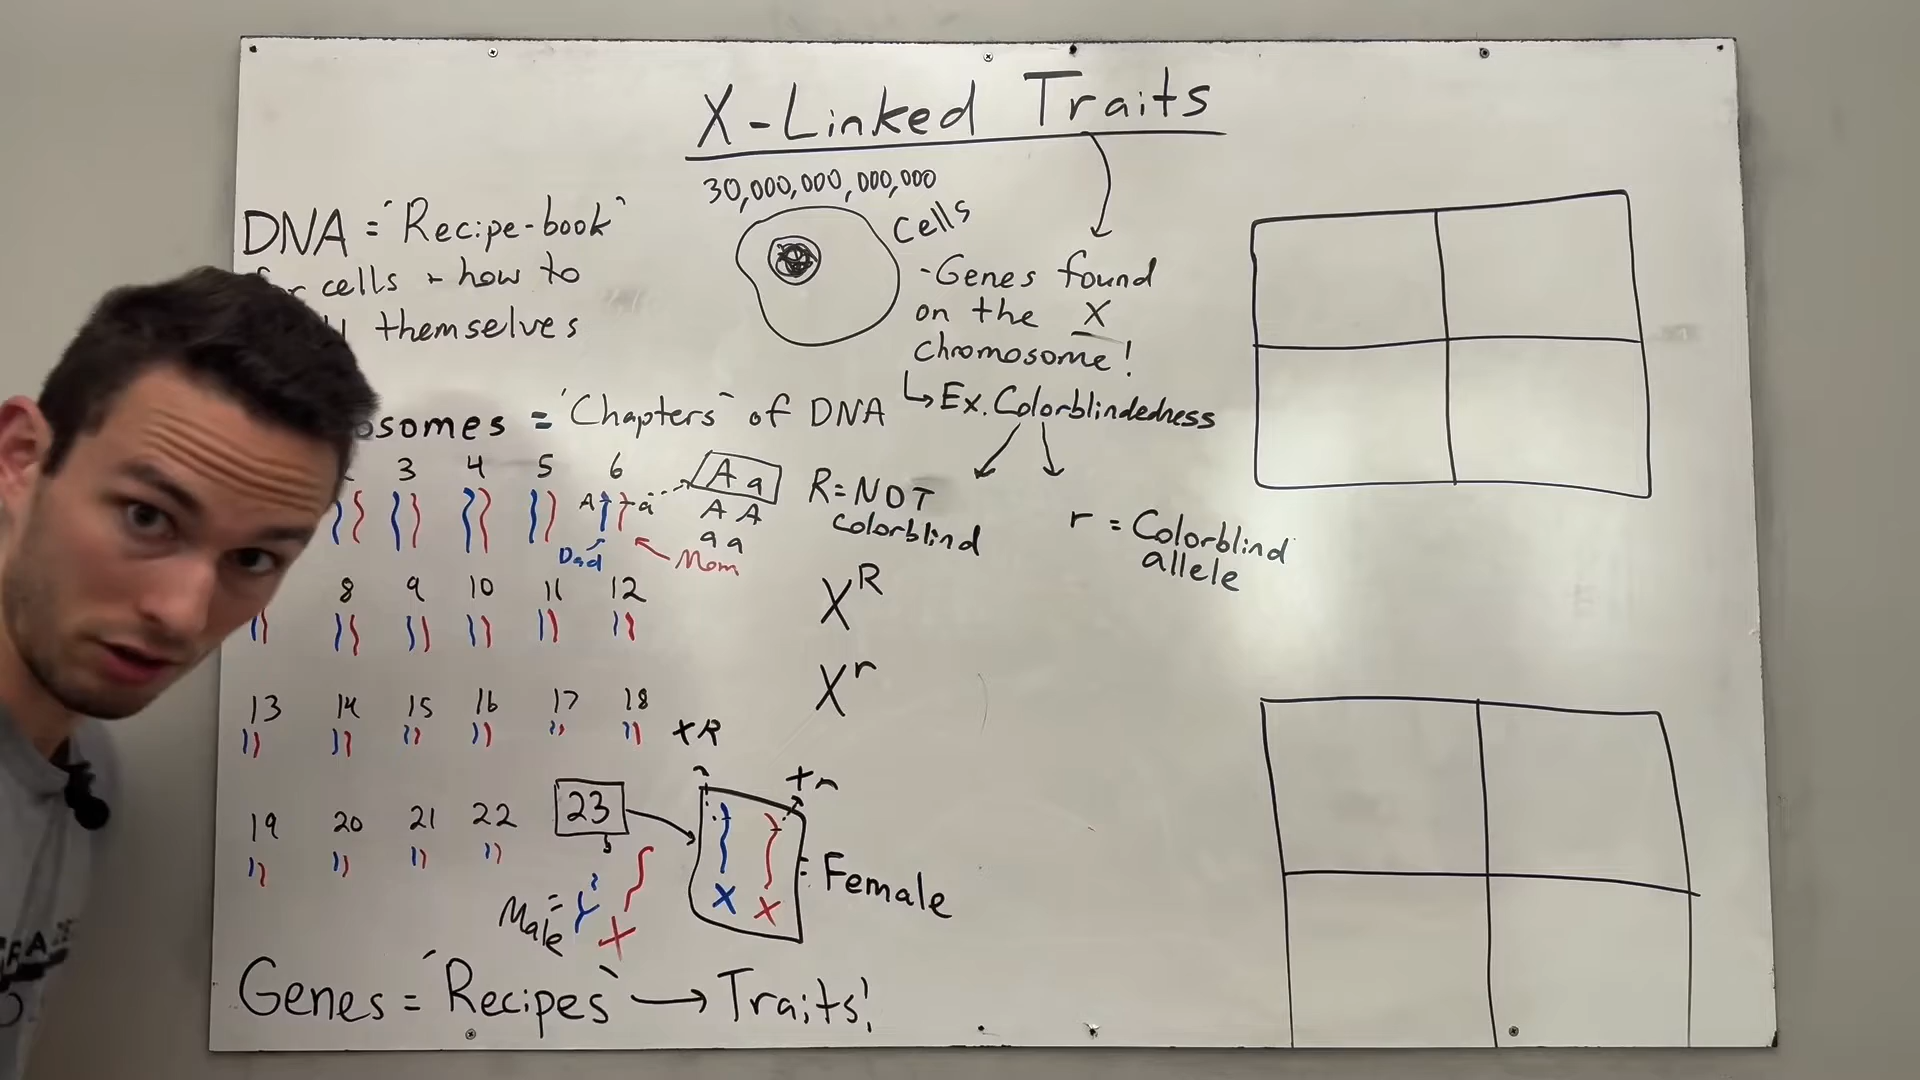 X-Linked Traits
30,000,000,000,000
cells
DNA = "Recipe-book"
cells + how to
themselves
-Genes found
on the X
chromosome!
Ex. Colorblindedness
= "Chapters" of DNA
3 4 5 6
A a
A a
A A
a a
Dad
Mom
R = NOT
colorblind
r = Colorblind
allele
8 9 10 11 12
X^R
X^r
13 14 15 16 17 18
XR
19 20 21 22 23
X X
= Female
Male = Y X
Genes = "Recipes" → Traits!